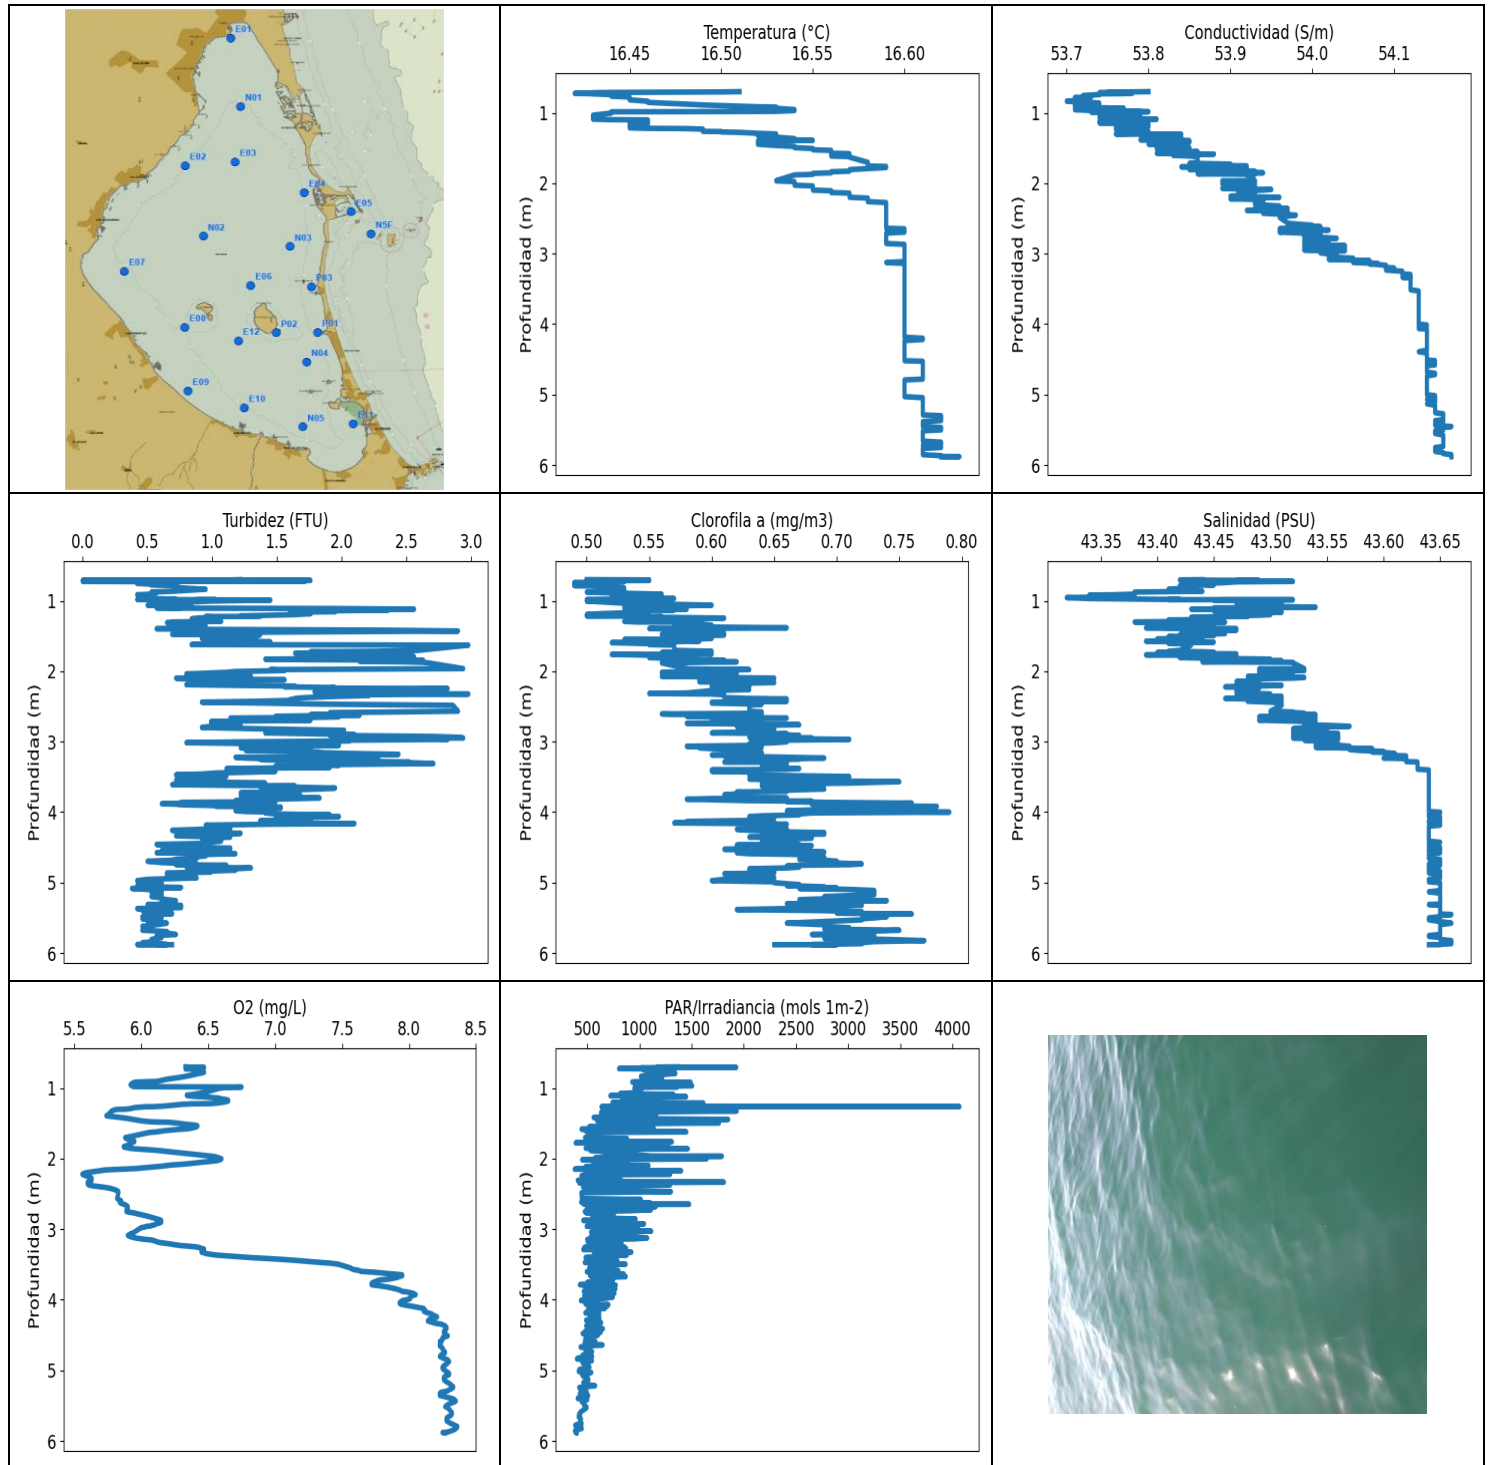 E01
N01
E02
E03
E04
E05
N5F
N02
N03
E07
E06
P03
E08
E12
P02
P01
N04
E09
E10
N05
E11
Temperatura (°C)
16.45 16.50 16.55 16.60
Profundidad (m)
1
2
3
4
5
6
Conductividad (S/m)
53.7 53.8 53.9 54.0 54.1
Profundidad (m)
1
2
3
4
5
6
Turbidez (FTU)
0.0 0.5 1.0 1.5 2.0 2.5 3.0
Profundidad (m)
1
2
3
4
5
6
Clorofila a (mg/m3)
0.50 0.55 0.60 0.65 0.70 0.75 0.80
Profundidad (m)
1
2
3
4
5
6
Salinidad (PSU)
43.35 43.40 43.45 43.50 43.55 43.60 43.65
Profundidad (m)
1
2
3
4
5
6
O2 (mg/L)
5.5 6.0 6.5 7.0 7.5 8.0 8.5
Profundidad (m)
1
2
3
4
5
6
PAR/Irradiancia (mols 1m-2)
500 1000 1500 2000 2500 3000 3500 4000
Profundidad (m)
1
2
3
4
5
6